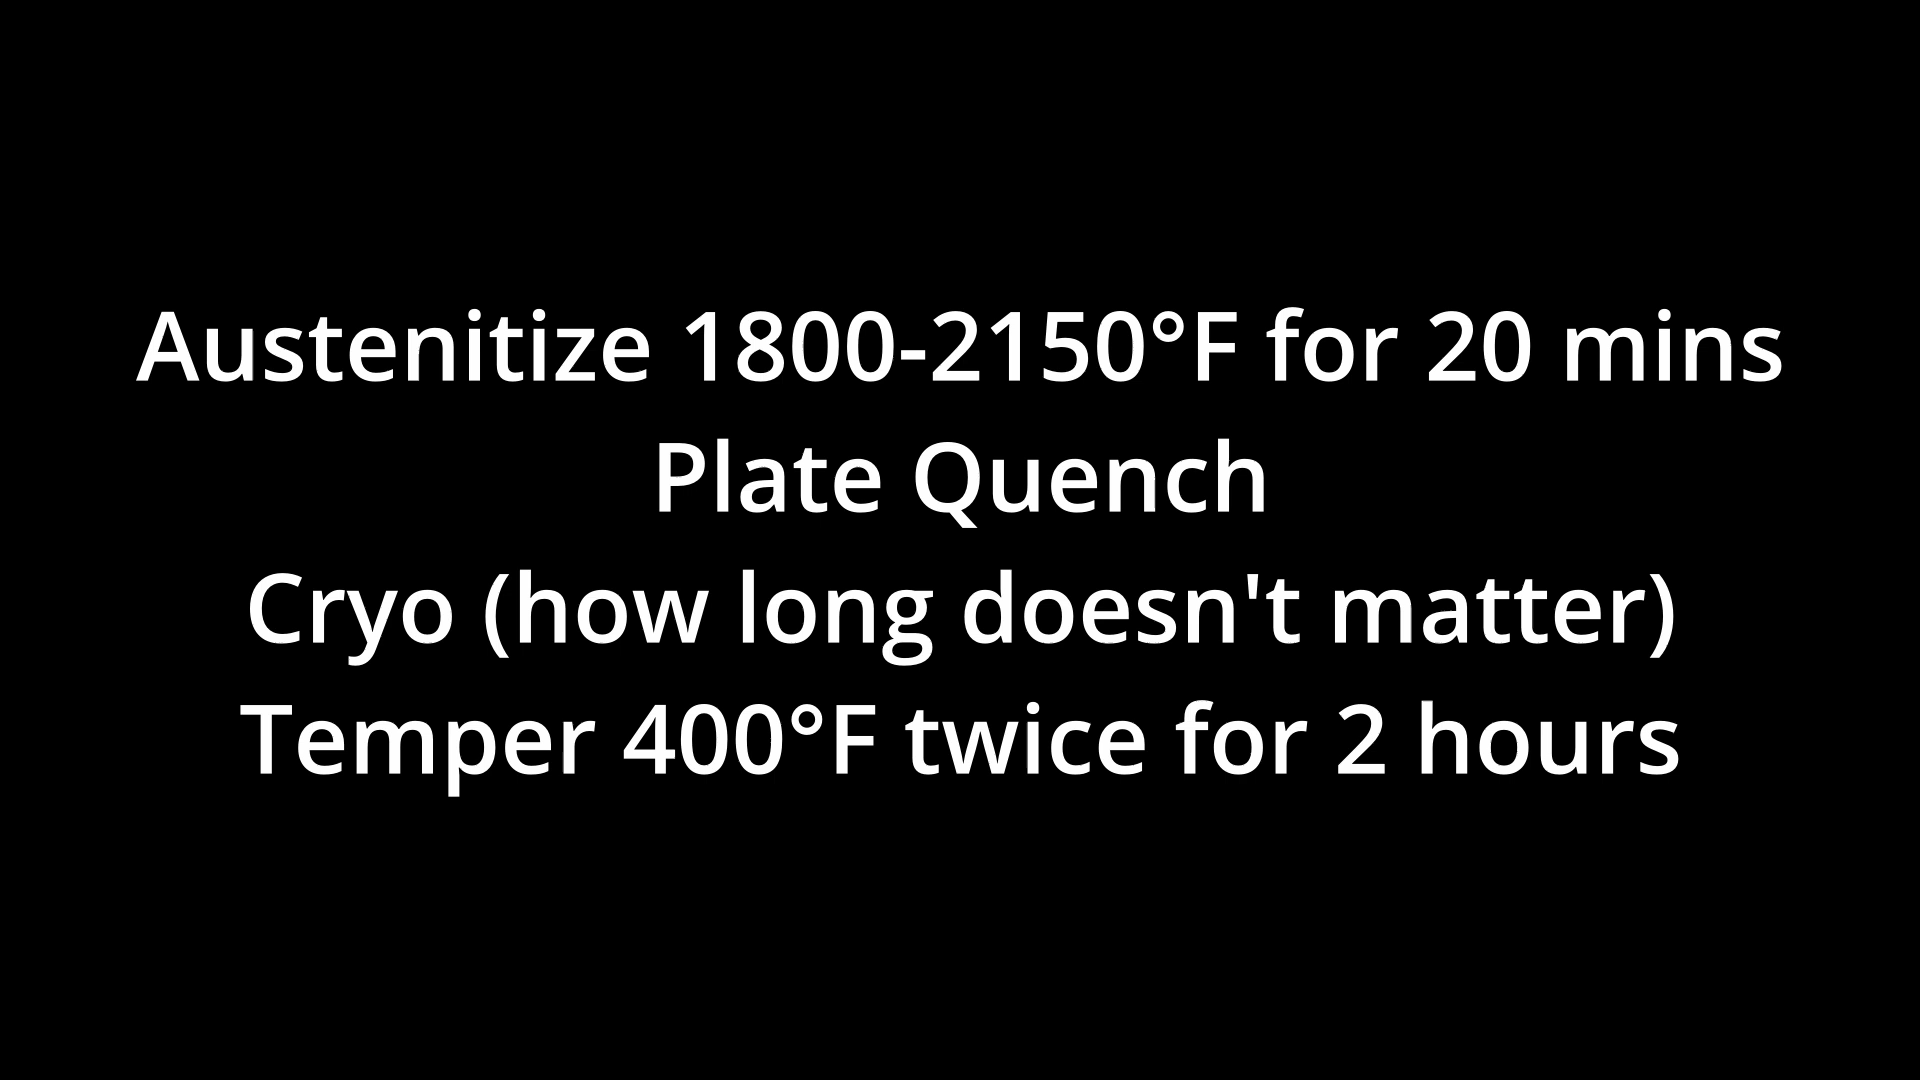 Austenitize 1800-2150°F for 20 mins
Plate Quench
Cryo (how long doesn't matter)
Temper 400°F twice for 2 hours